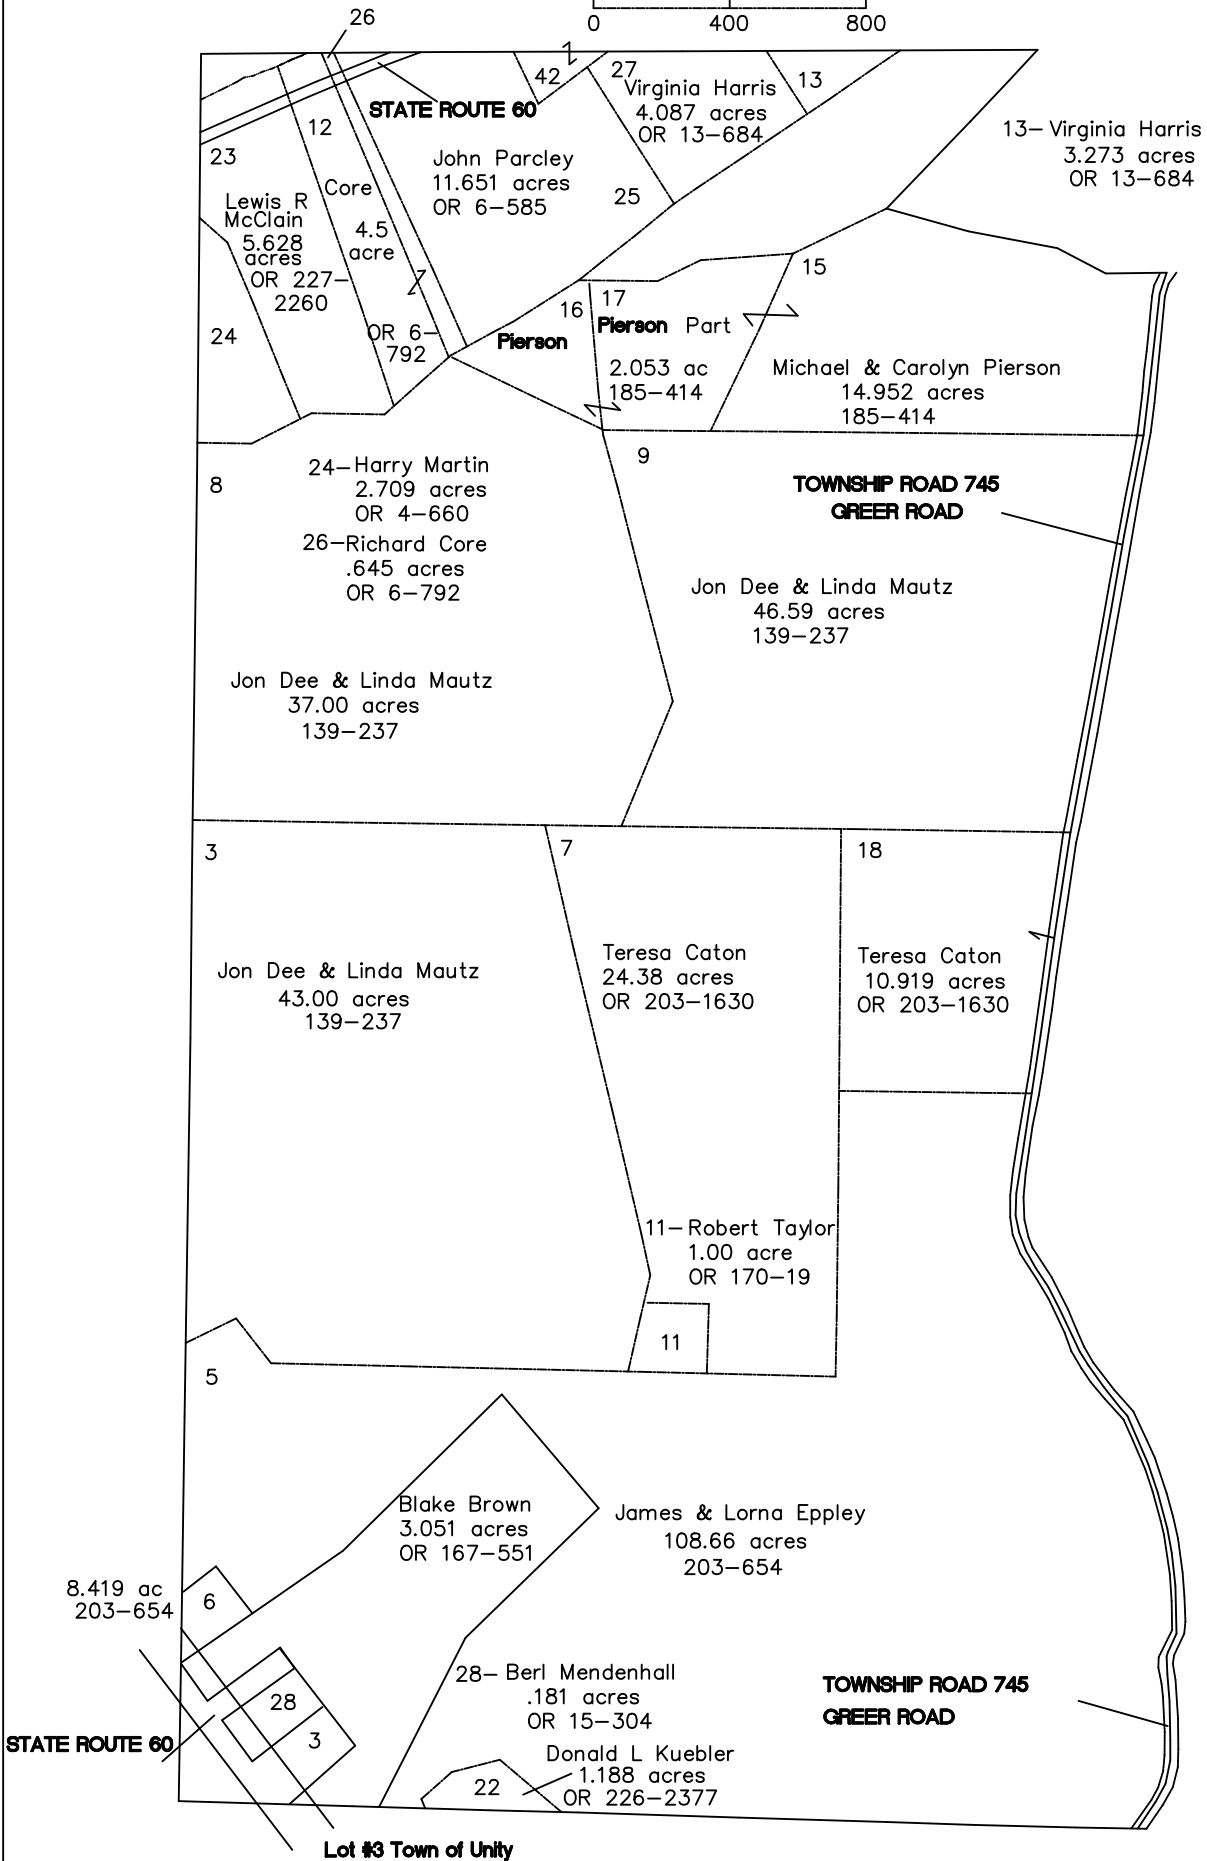 0 400 800
26
42
27
Virginia Harris
4.087 acres
OR 13-684
13
STATE ROUTE 60
12
13-Virginia Harris
3.273 acres
OR 13-684
23
John Parcley
11.651 acres
OR 6-585
25
Core
4.5
acre
OR 6-
792
Lewis R
McClain
5.628
acres
OR 227-
2260
24
15
16
17
Pierson
Pierson Part
2.053 ac
185-414
Michael & Carolyn Pierson
14.952 acres
185-414
8
24-Harry Martin
2.709 acres
OR 4-660
26-Richard Core
.645 acres
OR 6-792
9
TOWNSHIP ROAD 745
GREER ROAD
Jon Dee & Linda Mautz
46.59 acres
139-237
Jon Dee & Linda Mautz
37.00 acres
139-237
3
7
18
Jon Dee & Linda Mautz
43.00 acres
139-237
Teresa Caton
24.38 acres
OR 203-1630
Teresa Caton
10.919 acres
OR 203-1630
11-Robert Taylor
1.00 acre
OR 170-19
11
5
Blake Brown
3.051 acres
OR 167-551
James & Lorna Eppley
108.66 acres
203-654
8.419 ac
203-654
6
28
3
28- Berl Mendenhall
.181 acres
OR 15-304
TOWNSHIP ROAD 745
GREER ROAD
STATE ROUTE 60
Donald L Kuebler
1.188 acres
OR 226-2377
22
Lot #3 Town of Unity